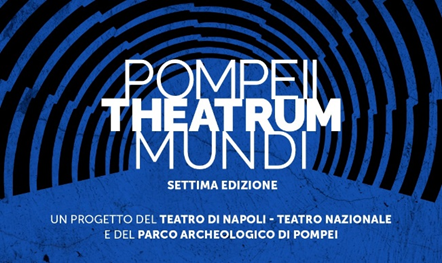 POMPEII
THEATRUM
MUNDI
SETTIMA EDIZIONE
UN PROGETTO DEL TEATRO DI NAPOLI - TEATRO NAZIONALE
E DEL PARCO ARCHEOLOGICO DI POMPEI